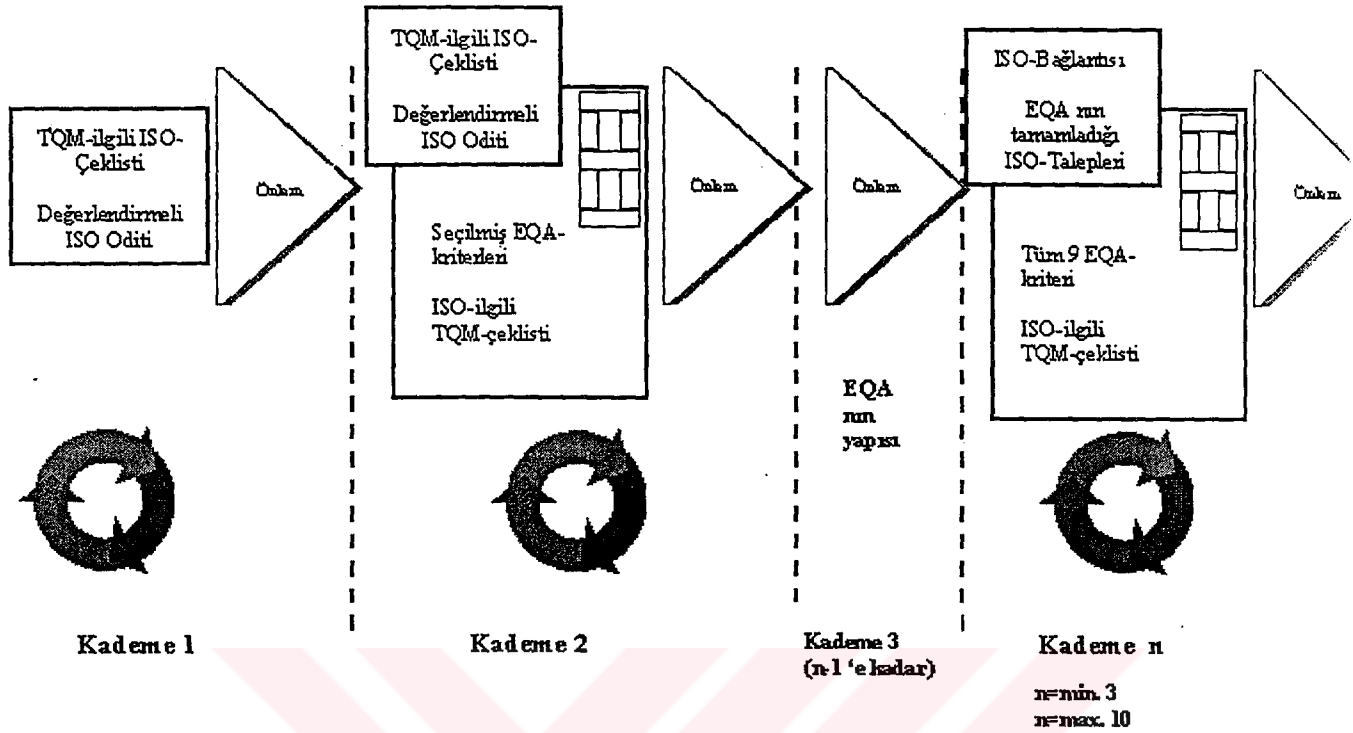 TQM-ilgili ISO-
Çeklisti
Değerlendirmeli
ISO Oditi
Önlem
TQM-ilgili ISO-
Çeklisti
Değerlendirmeli
ISO Oditi
Seçilmiş EQA-
kriterleri
ISO-ilgili
TQM-çeklisti
Önlem
Önlem
EQA
nın
yapısı
ISO-Bağlantısı
EQA nın
tamamladığı
ISO-Talepleri
Tüm 9 EQA-
kriteri
ISO-ilgili
TQM-çeklisti
Önlem
Kademe 1
Kademe 2
Kademe 3
(n-1 'e kadar)
Kademe n
n=min. 3
n=max. 10